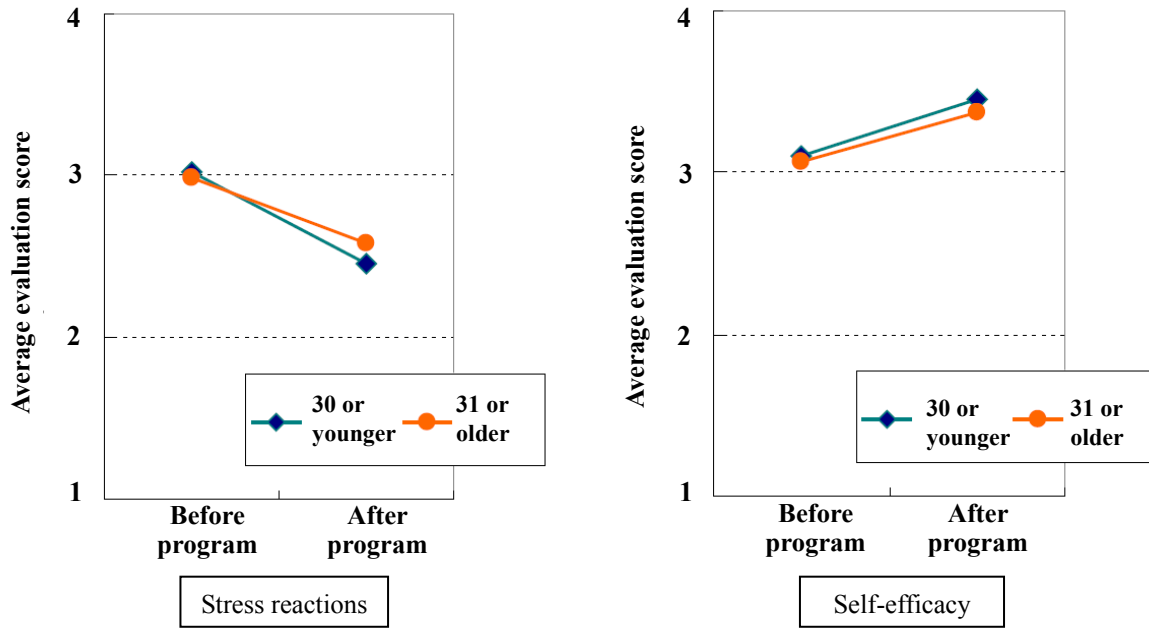 4
3
2
1
Average evaluation score
30 or
younger
31 or
older
Before
program
After
program
Stress reactions
4
3
2
1
Average evaluation score
30 or
younger
31 or
older
Before
program
After
program
Self-efficacy